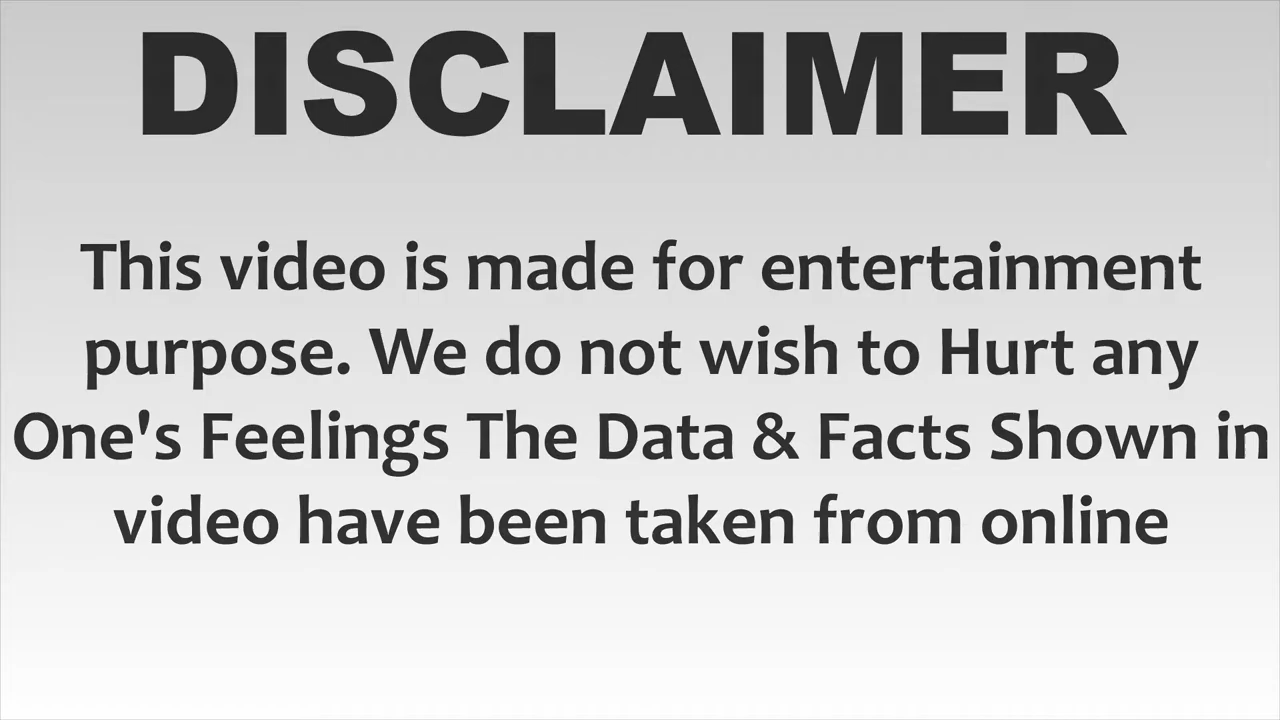 DISCLAIMER
This video is made for entertainment
purpose. We do not wish to Hurt any
One's Feelings The Data & Facts Shown in
video have been taken from online